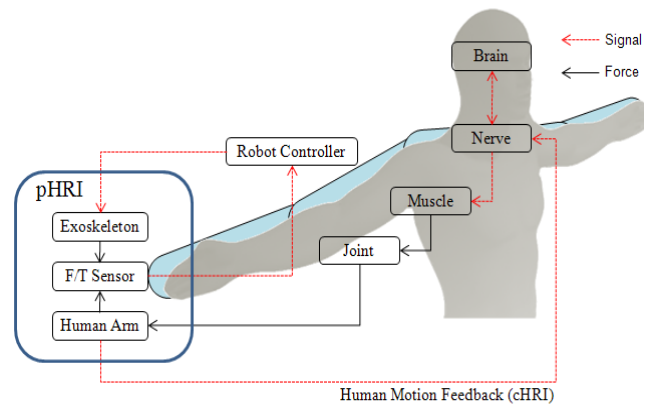 Signal
Force
Brain
Nerve
Robot Controller
Muscle
Joint
pHRI
Exoskeleton
F/T Sensor
Human Arm
Human Motion Feedback (cHRI)